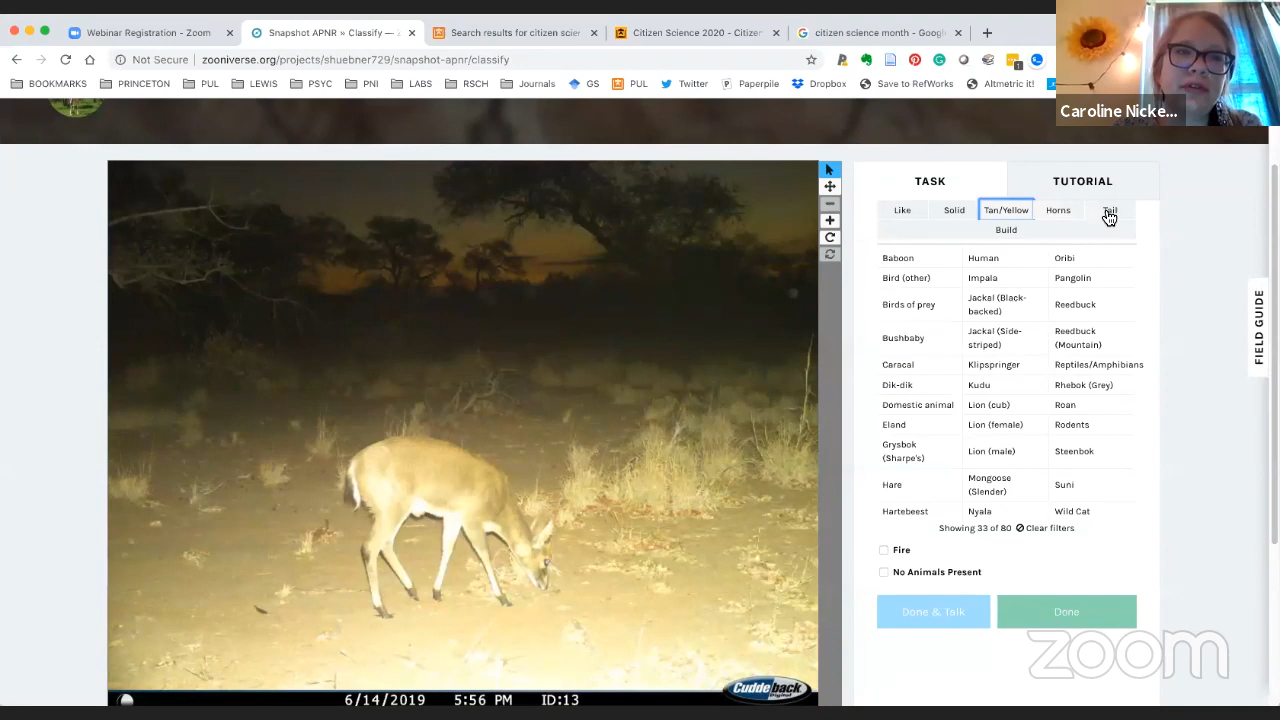 Webinar Registration - Zoom
Snapshot APNR » Classify —
Search results for citizen scien
Citizen Science 2020 - Citizen
google science month - Google
Not Secure zooniverse.org/projects/shuebner729/snapshot-apnr/classify
BOOKMARKS PRINCETON PUL LEWIS PSYC PNI LABS RSCH Journals GS PUL Twitter Paperpile Dropbox Save to RefWorks Altmetric it!
Caroline Nicke...
TASK TUTORIAL
Like Solid Tan/Yellow Horns Tail
Build
Baboon Human Oribi
Bird (other) Impala Pangolin
Birds of prey Jackal (Black-backed) Reedbuck
Bushbaby Jackal (Side-striped) Reedbuck (Mountain)
Caracal Klipspringer Reptiles/Amphibians
Dik-dik Kudu Rhebok (Grey)
Domestic animal Lion (cub) Roan
Eland Lion (female) Rodents
Grysbok (Sharpe's) Lion (male) Steenbok
Hare Mongoose (Slender) Suni
Hartebeest Nyala Wild Cat
Showing 33 of 80 Clear filters
Fire
No Animals Present
Done & Talk Done
FIELD GUIDE
zoom
Cuddeback
Digital
6/14/2019 5:56 PM ID:13